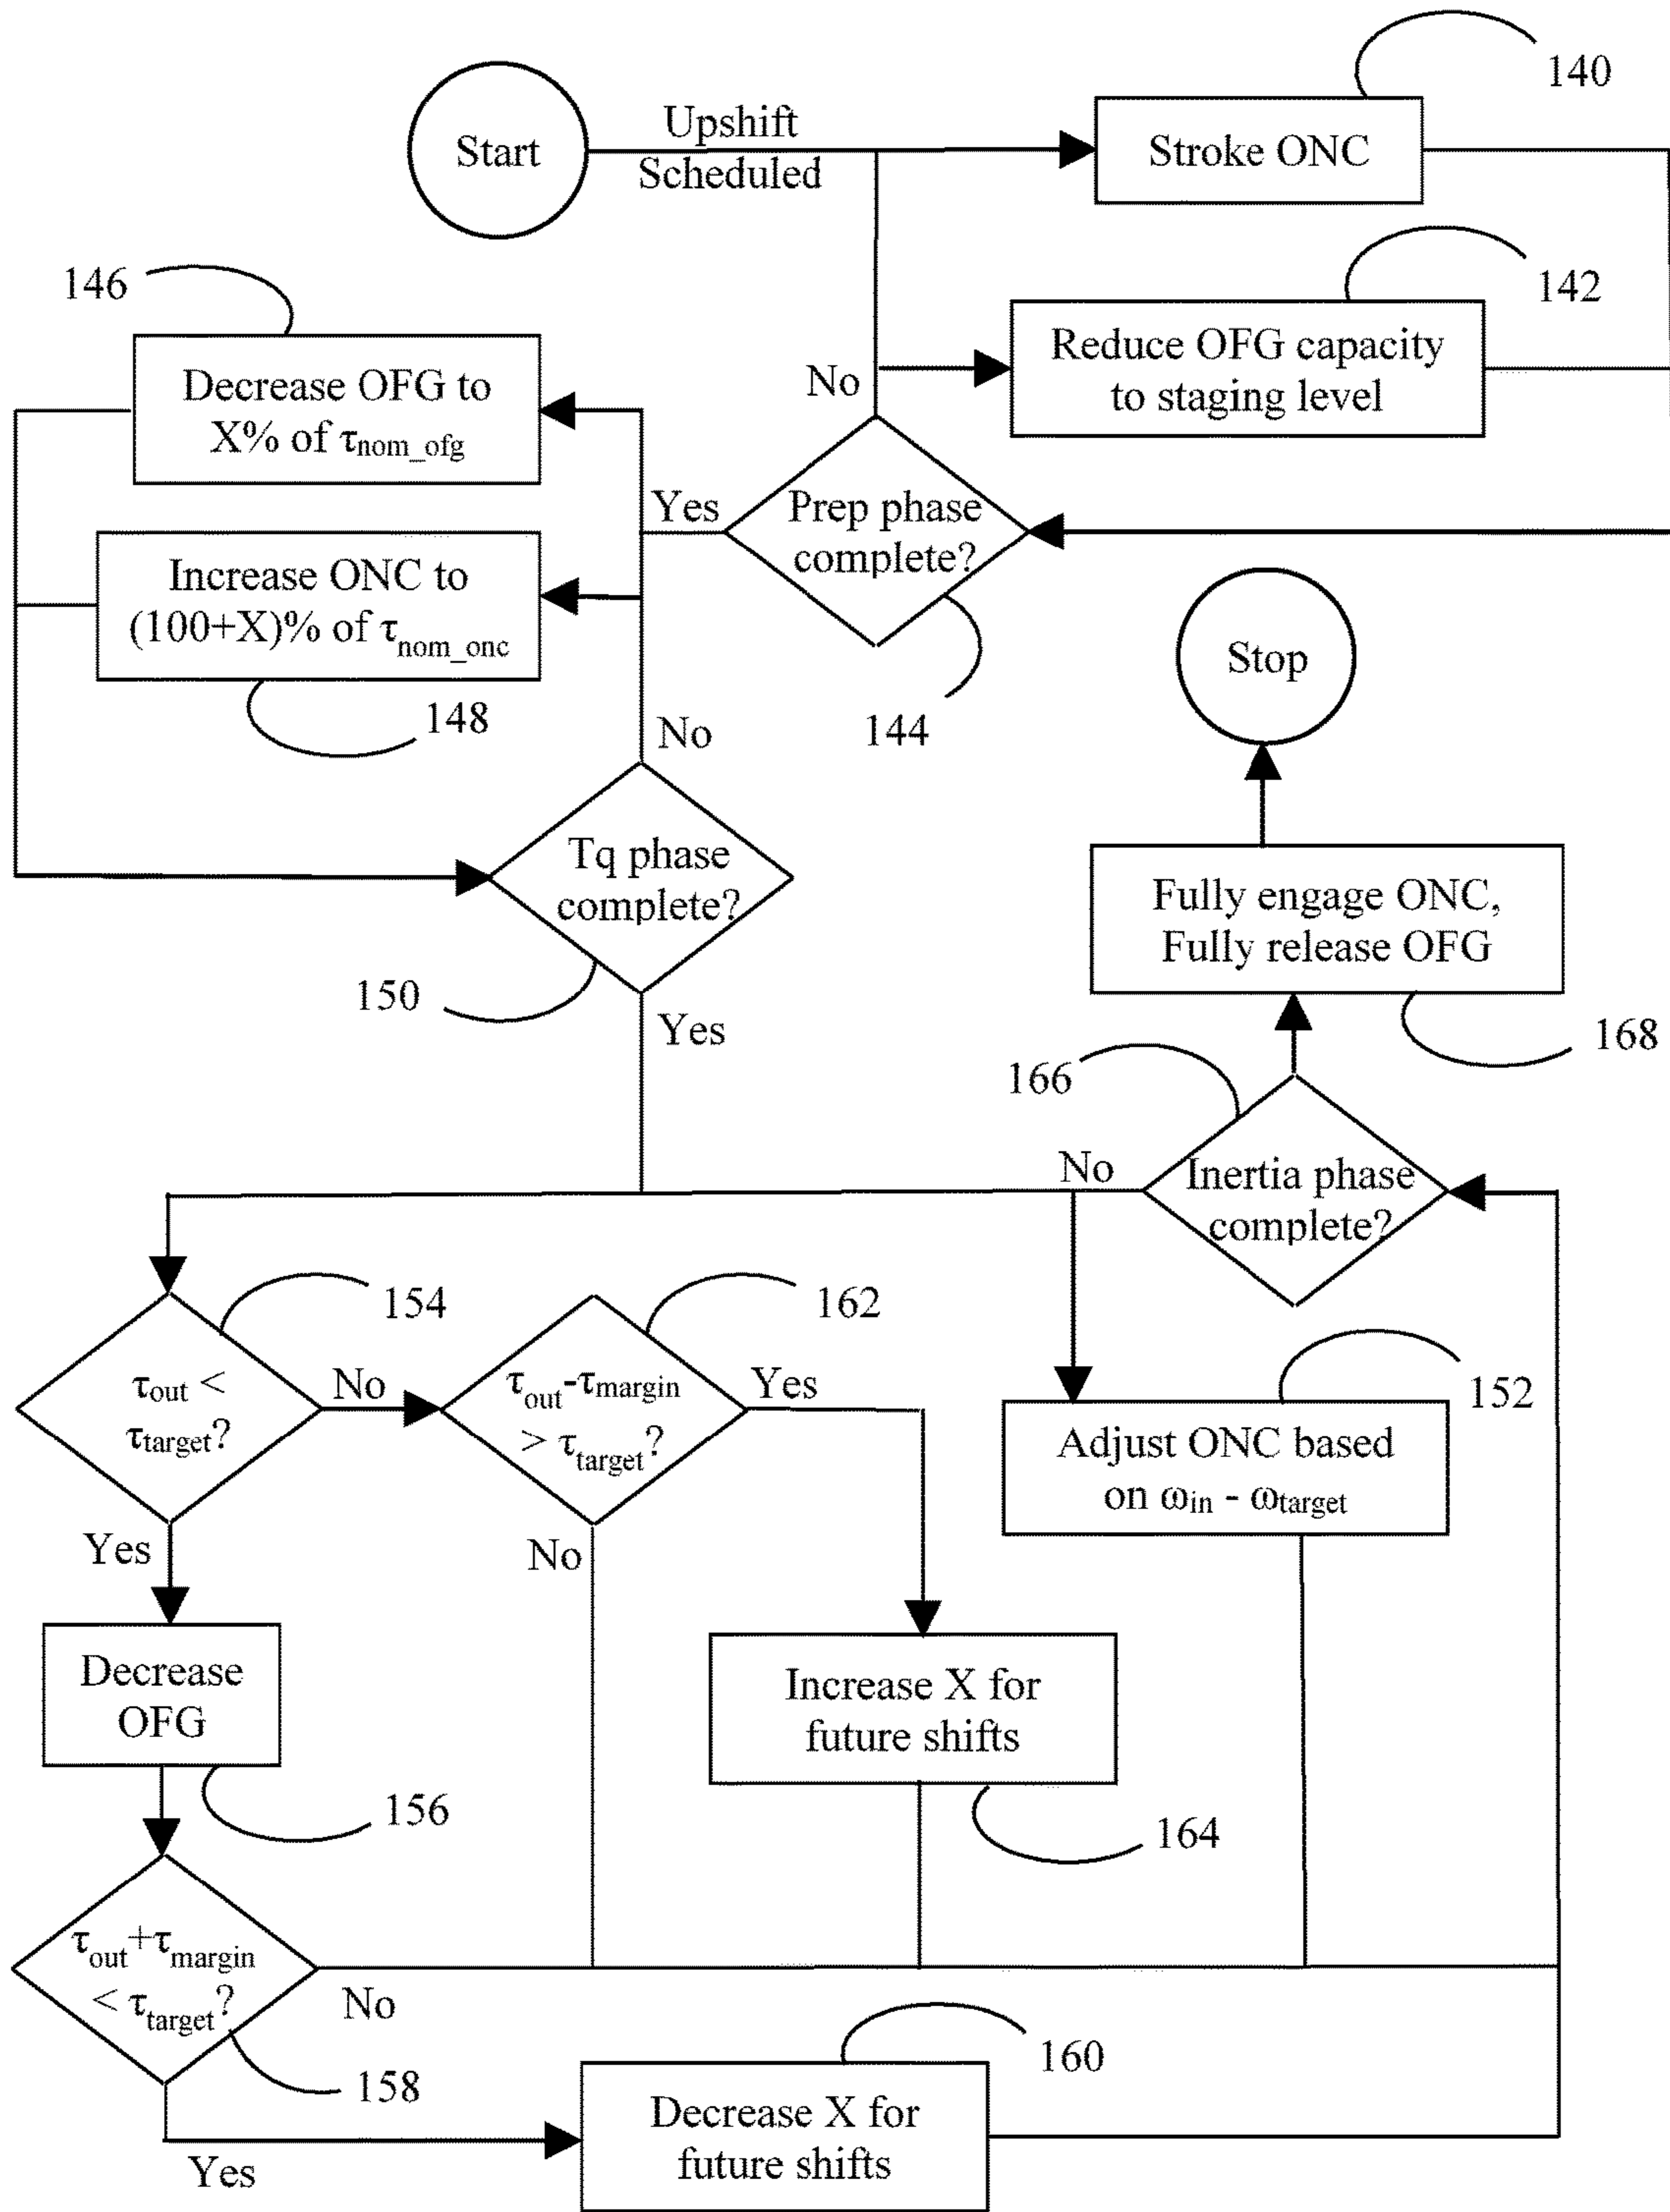 140
Start
Upshift
Scheduled
Stroke ONC
146
142
Decrease OFG to
X% of τnom_ofg
No
Reduce OFG capacity
to staging level
Yes
Prep phase
complete?
Increase ONC to
(100+X)% of τnom_onc
148
No
144
Stop
Tq phase
complete?
150
Yes
Fully engage ONC,
Fully release OFG
168
166
No
Inertia phase
complete?
154
162
τout <
τtarget?
No
τout-τmargin
> τtarget?
Yes
152
Adjust ONC based
on ωin - ωtarget
Yes
No
Decrease
OFG
Increase X for
future shifts
156
164
τout+τmargin
< τtarget?
No
158
160
Yes
Decrease X for
future shifts